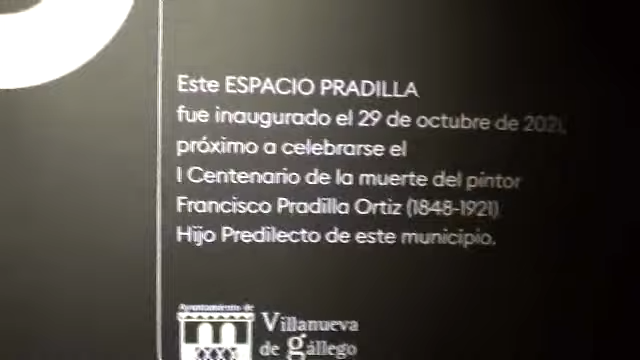 Este ESPACIO PRADILLA
fue inaugurado el 29 de octubre de 2021,
próximo a celebrarse el
I Centenario de la muerte del pintor
Francisco Pradilla Ortiz (1848-1921)
Hijo Predilecto de este municipio.
Ayuntamiento de
Villanueva
de gállego